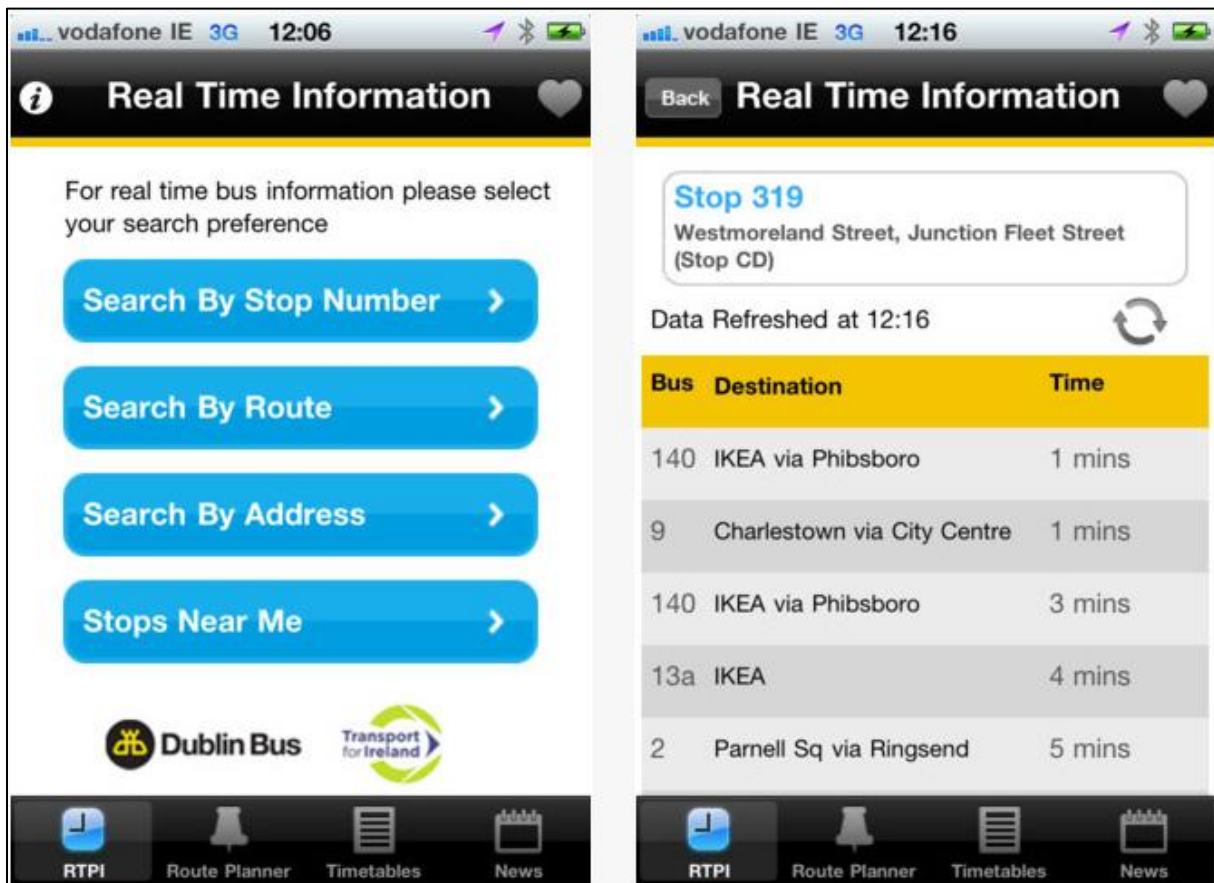 vodafone IE 3G 12:06
Real Time Information
For real time bus information please select
your search preference
Search By Stop Number
Search By Route
Search By Address
Stops Near Me
Dublin Bus
Transport
for Ireland
RTPI Route Planner Timetables News
vodafone IE 3G 12:16
Back Real Time Information
Stop 319
Westmoreland Street, Junction Fleet Street
(Stop CD)
Data Refreshed at 12:16
Bus Destination Time
140 IKEA via Phibsboro 1 mins
9 Charlestown via City Centre 1 mins
140 IKEA via Phibsboro 3 mins
13a IKEA 4 mins
2 Parnell Sq via Ringsend 5 mins
RTPI Route Planner Timetables News